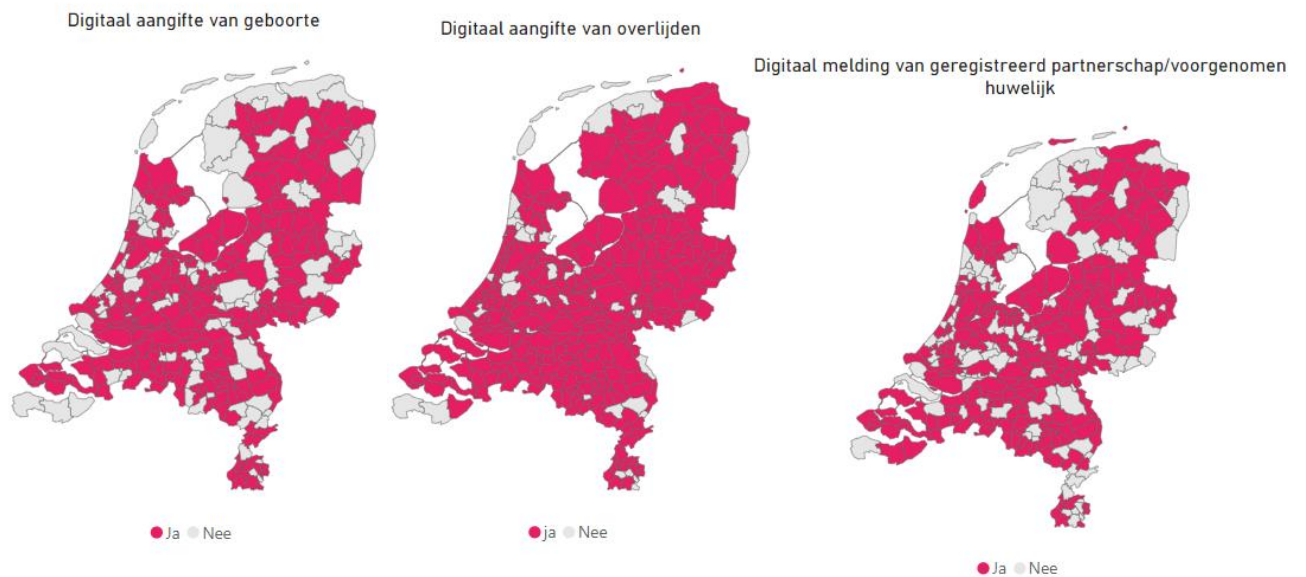 Digitaal aangifte van geboorte
Digitaal aangifte van overlijden
Digitaal melding van geregistreerd partnerschap/voorgenomen
huwelijk
Ja Nee
ja Nee
Ja Nee